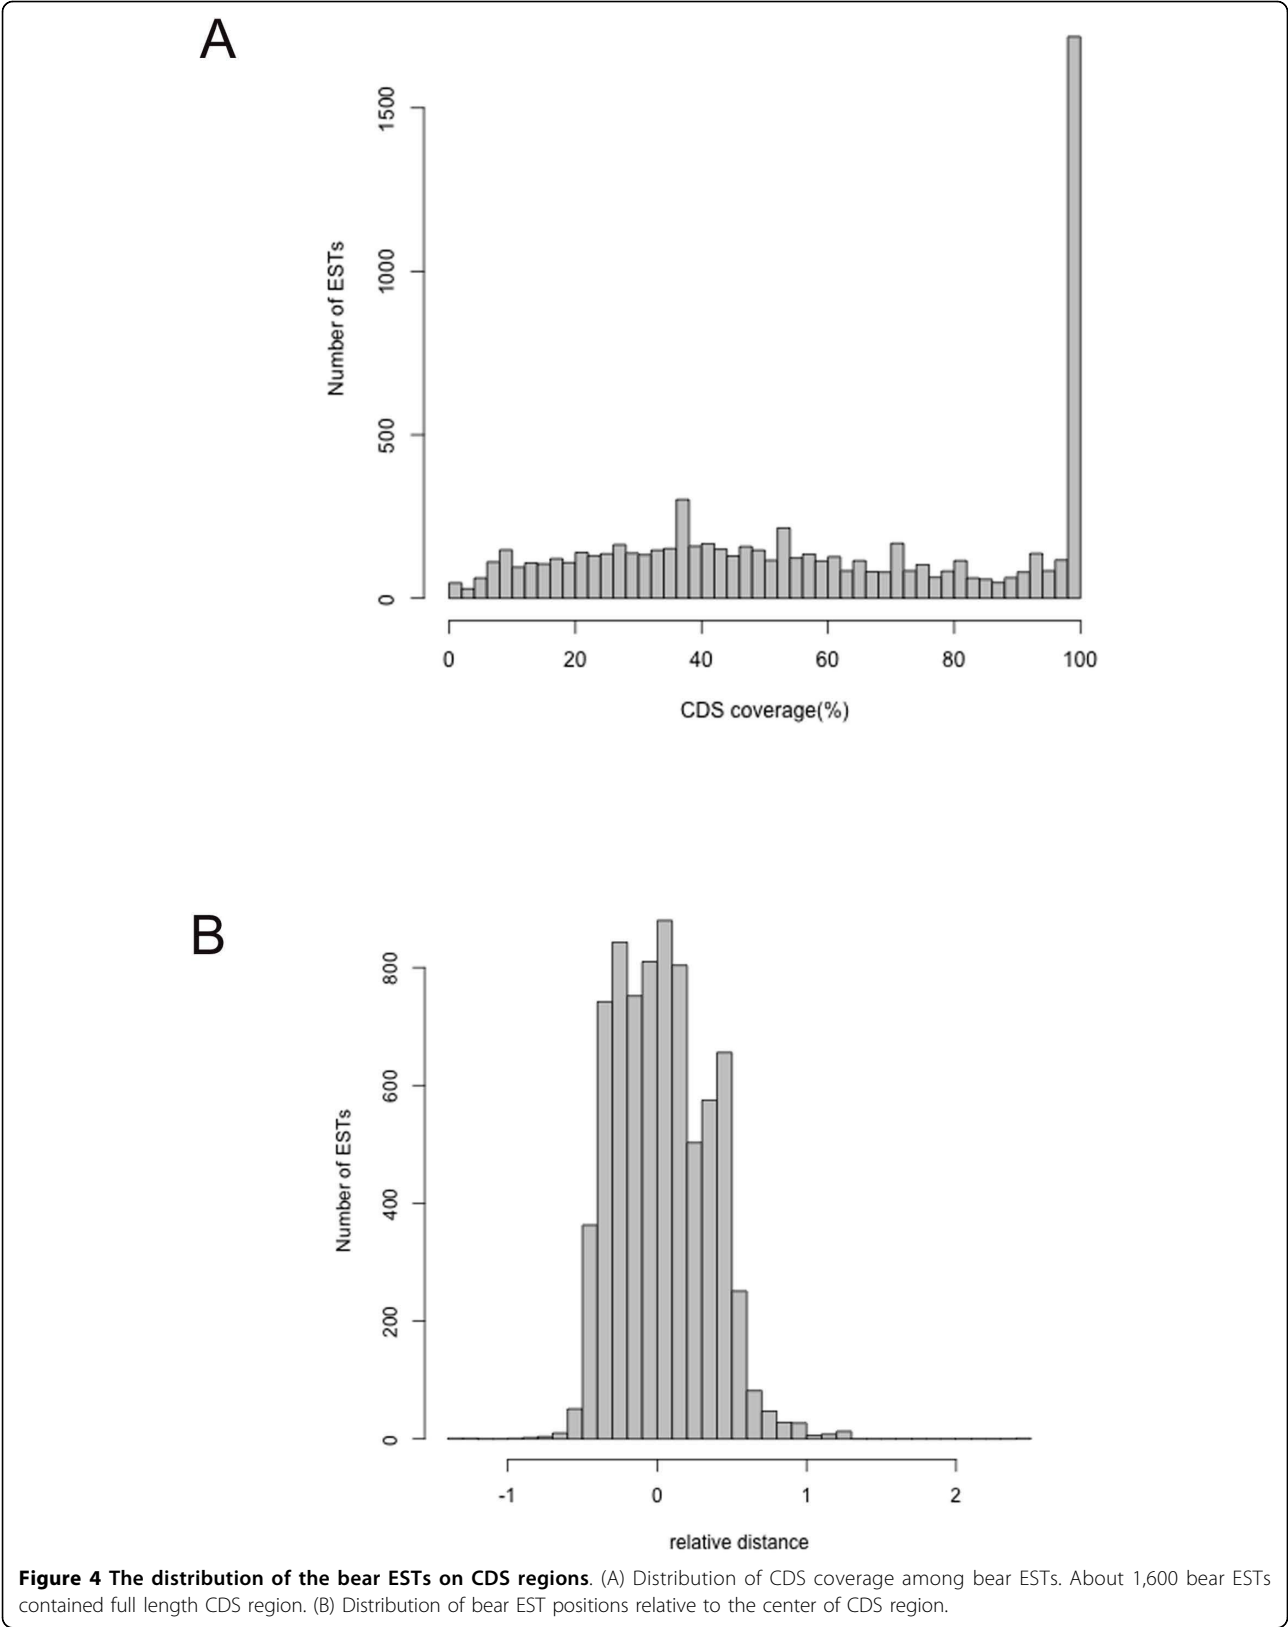 A
1500
1000
500
0
Number of ESTs
0 20 40 60 80 100
CDS coverage(%)
B
800
600
400
200
0
Number of ESTs
-1 0 1 2
relative distance
Figure 4 The distribution of the bear ESTs on CDS regions. (A) Distribution of CDS coverage among bear ESTs. About 1,600 bear ESTs
contained full length CDS region. (B) Distribution of bear EST positions relative to the center of CDS region.